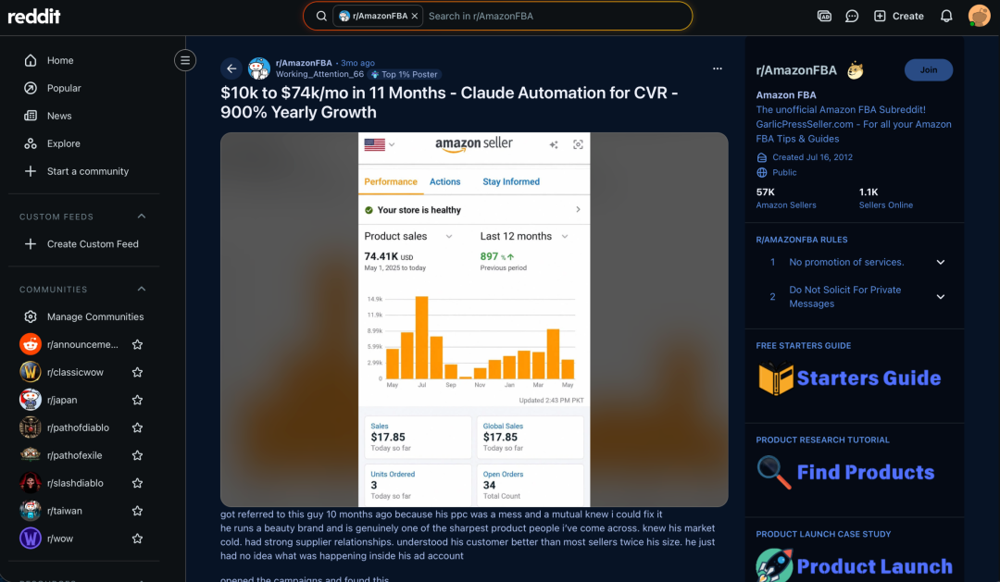 reddit
r/AmazonFBA
Search in r/AmazonFBA
AD
Create
Home
Popular
News
Explore
Start a community
CUSTOM FEEDS
Create Custom Feed
COMMUNITIES
Manage Communities
r/announceme...
r/classicwow
r/japan
r/pathofdiablo
r/pathofexile
r/slashdiablo
r/taiwan
r/wow
r/AmazonFBA • 3mo ago
Working_Attention_66 Top 1% Poster
$10k to $74k/mo in 11 Months - Claude Automation for CVR -
900% Yearly Growth
amazon seller
Performance Actions Stay Informed
Your store is healthy
Product sales Last 12 months
74.41K USD 897 %
May 1, 2025 to today Previous period
14.9k
11.9k
8.99k
5.99k
2.99k
0
May Jul Sep Nov Jan Mar May
Updated 2:43 PM PKT
Sales Global Sales
$17.85 $17.85
Today so far Today so far
Units Ordered Open Orders
3 34
Today so far Total Count
got referred to this guy 10 months ago because his ppc was a mess and a mutual knew i could fix it
he runs a beauty brand and is genuinely one of the sharpest product people i've come across. knew his market
cold. had strong supplier relationships. understood his customer better than most sellers twice his size. he just
had no idea what was happening inside his ad account
opened the campaigns and found this
r/AmazonFBA
Join
Amazon FBA
The unofficial Amazon FBA Subreddit!
GarlicPressSeller.com - For all your Amazon
FBA Tips & Guides
Created Jul 16, 2012
Public
57K 1.1K
Amazon Sellers Sellers Online
R/AMAZONFBA RULES
1 No promotion of services.
2 Do Not Solicit For Private
Messages
FREE STARTERS GUIDE
Starters Guide
PRODUCT RESEARCH TUTORIAL
Find Products
PRODUCT LAUNCH CASE STUDY
Product Launch